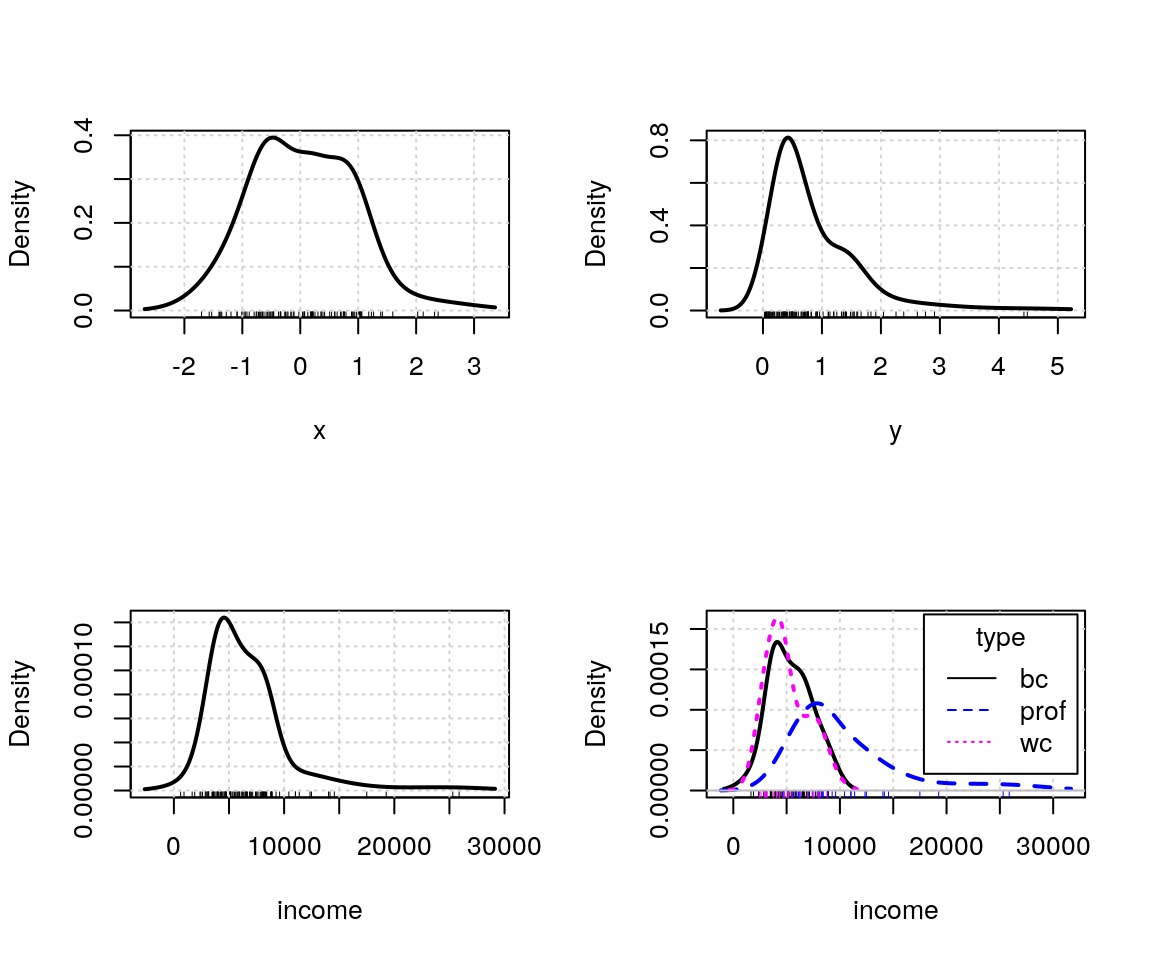 Density
0.0 0.2 0.4
-2 -1 0 1 2 3
x
Density
0.0 0.4 0.8
0 1 2 3 4 5
y
Density
0.00000 0.00010
0 10000 20000 30000
income
Density
0.00000 0.00015
0 10000 20000 30000
income
type
bc
prof
wc